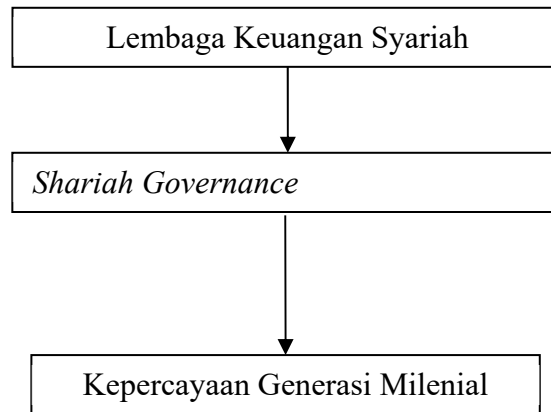 Lembaga Keuangan Syariah
Shariah Governance
Kepercayaan Generasi Milenial